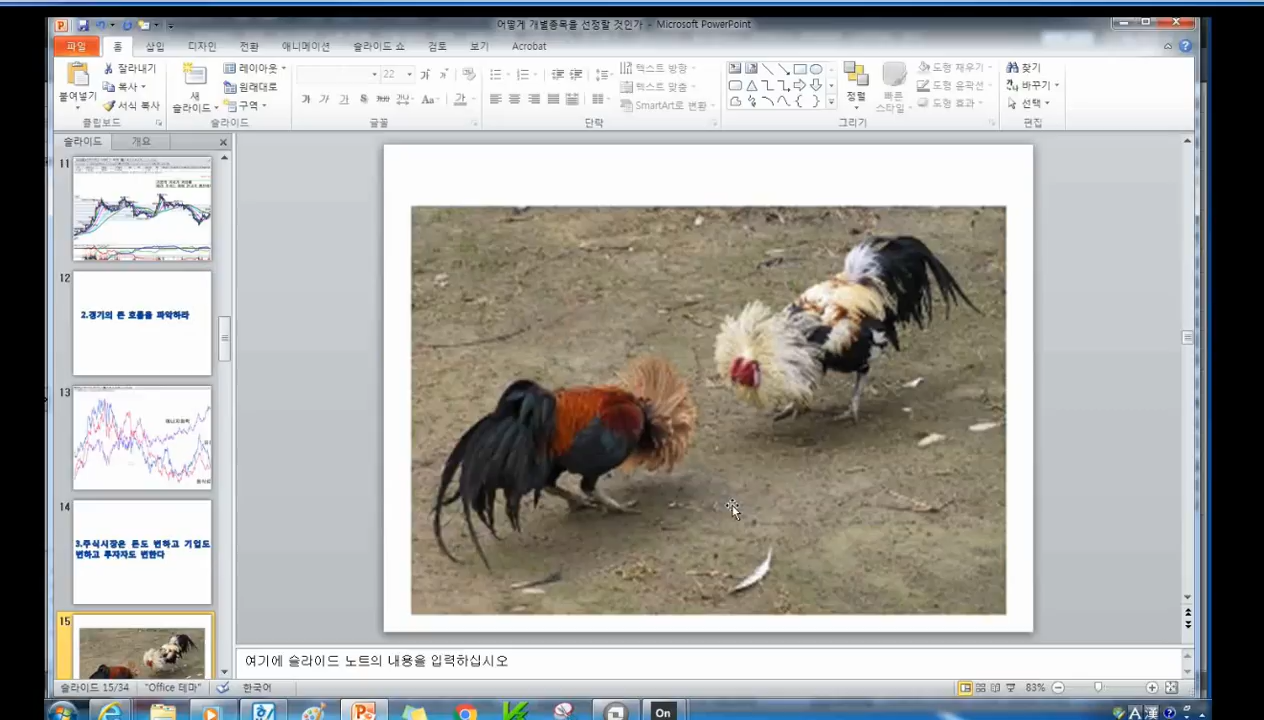 어떻게 개별종목을 선정할 것인가 - Microsoft PowerPoint
파일 홈 삽입 디자인 전환 애니메이션 슬라이드 쇼 검토 보기 Acrobat
잘라내기 레이아웃 22 텍스트 방향 도형 채우기 찾기
복사 원래대로 텍스트 맞춤 도형 윤곽선 바꾸기
붙여넣기 서식 복사 새 슬라이드 구역 가 가 가 SmartArt로 변환 정렬 빠른 스타일 도형 효과 선택
클립보드 슬라이드 글꼴 단락 그리기 편집
슬라이드 개요
11
12
2.경기의 큰 흐름을 파악하라
13
14
3.주식시장은 돈도 변하고 기업도
변하고 투자자도 변한다
15
여기에 슬라이드 노트의 내용을 입력하십시오
슬라이드 15/34 "Office 테마" 한국어 83%
On A 漢